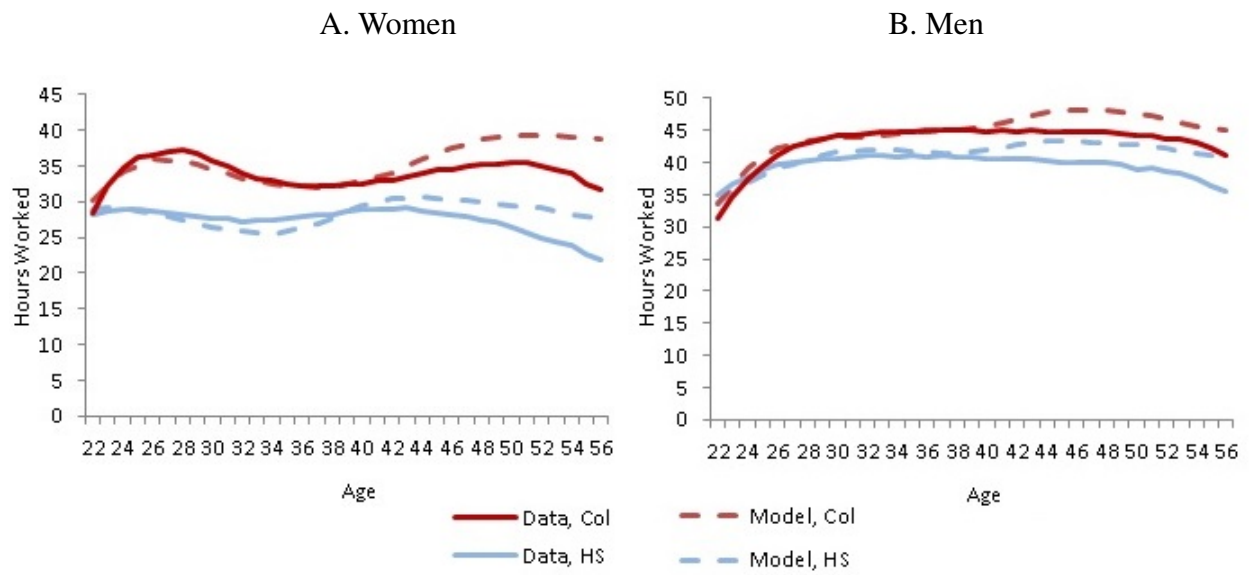 A. Women
B. Men
45
40
35
30
25
20
15
10
5
0
Hours Worked
22 24 26 28 30 32 34 36 38 40 42 44 46 48 50 52 54 56
Age
50
45
40
35
30
25
20
15
10
5
0
Hours Worked
22 24 26 28 30 32 34 36 38 40 42 44 46 48 50 52 54 56
Age
Data, Col
Model, Col
Data, HS
Model, HS